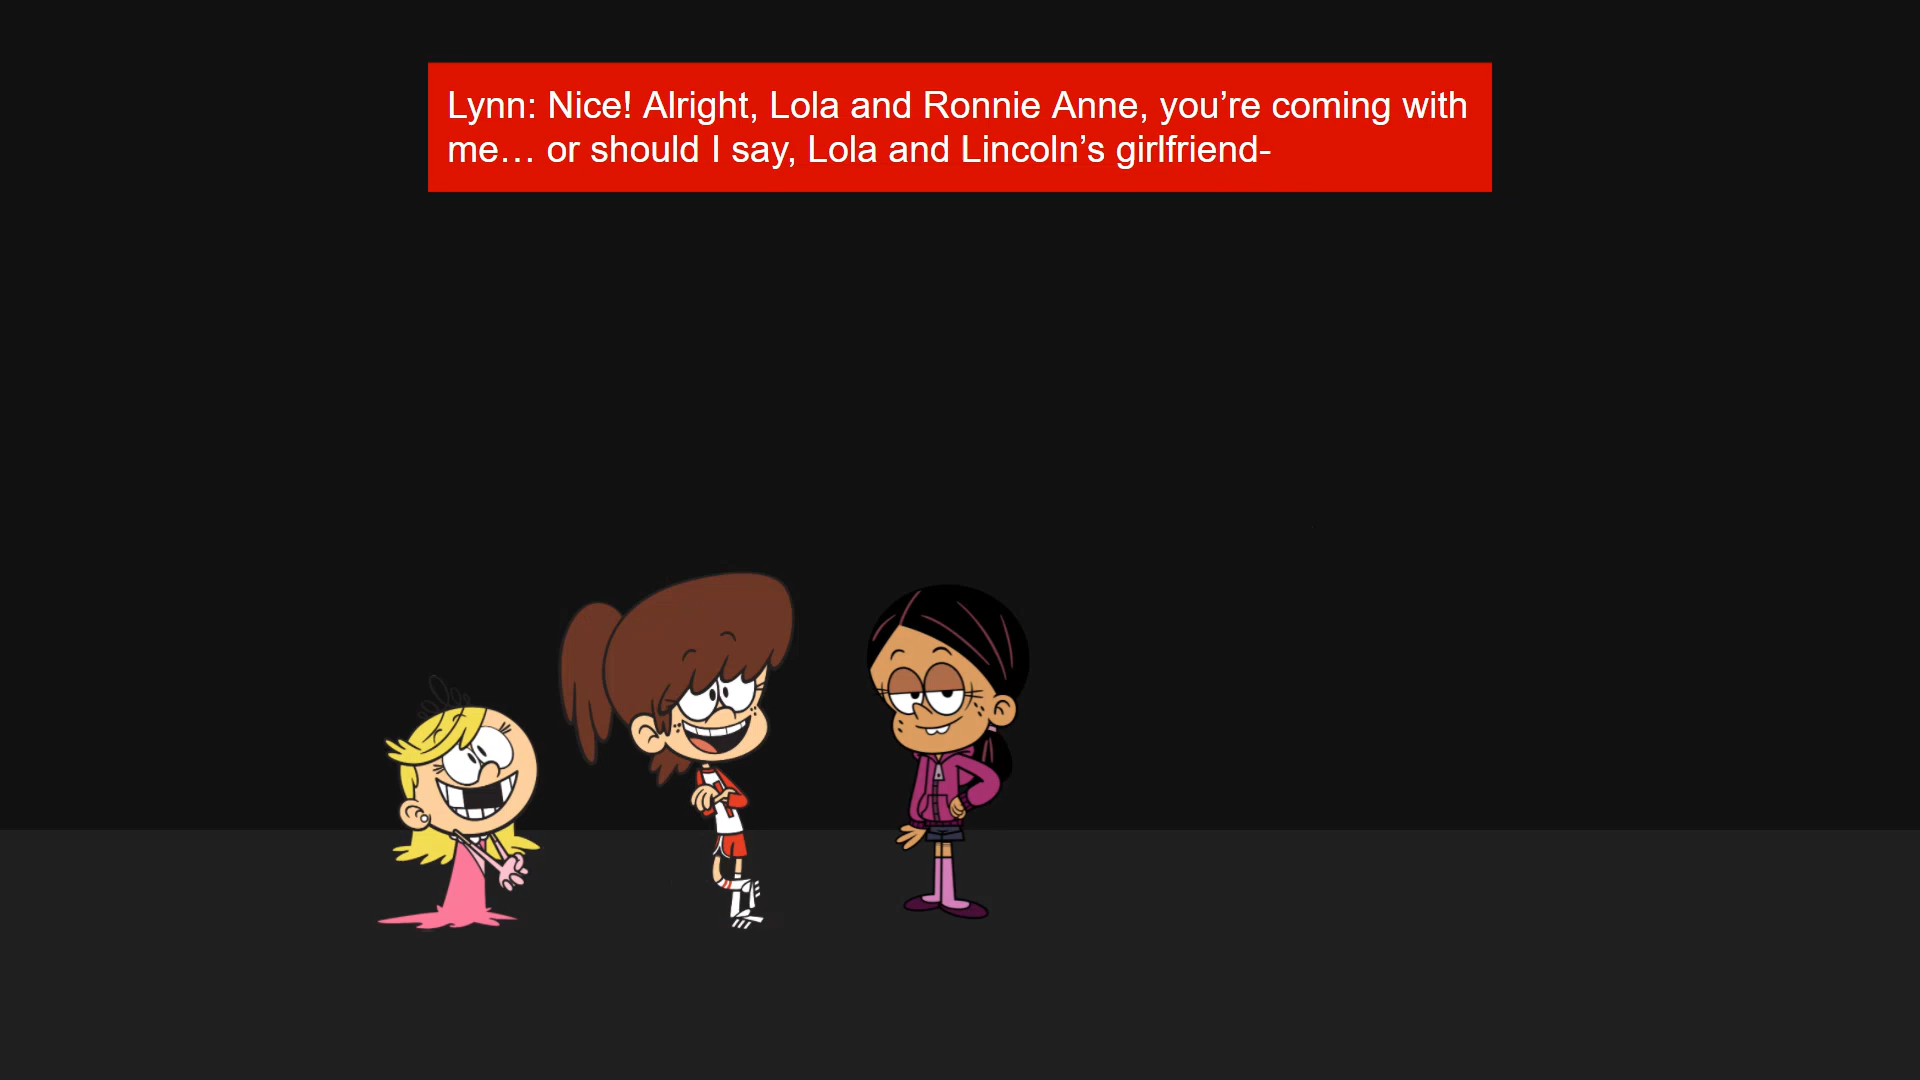 Lynn: Nice! Alright, Lola and Ronnie Anne, you’re coming with
me… or should I say, Lola and Lincoln’s girlfriend-